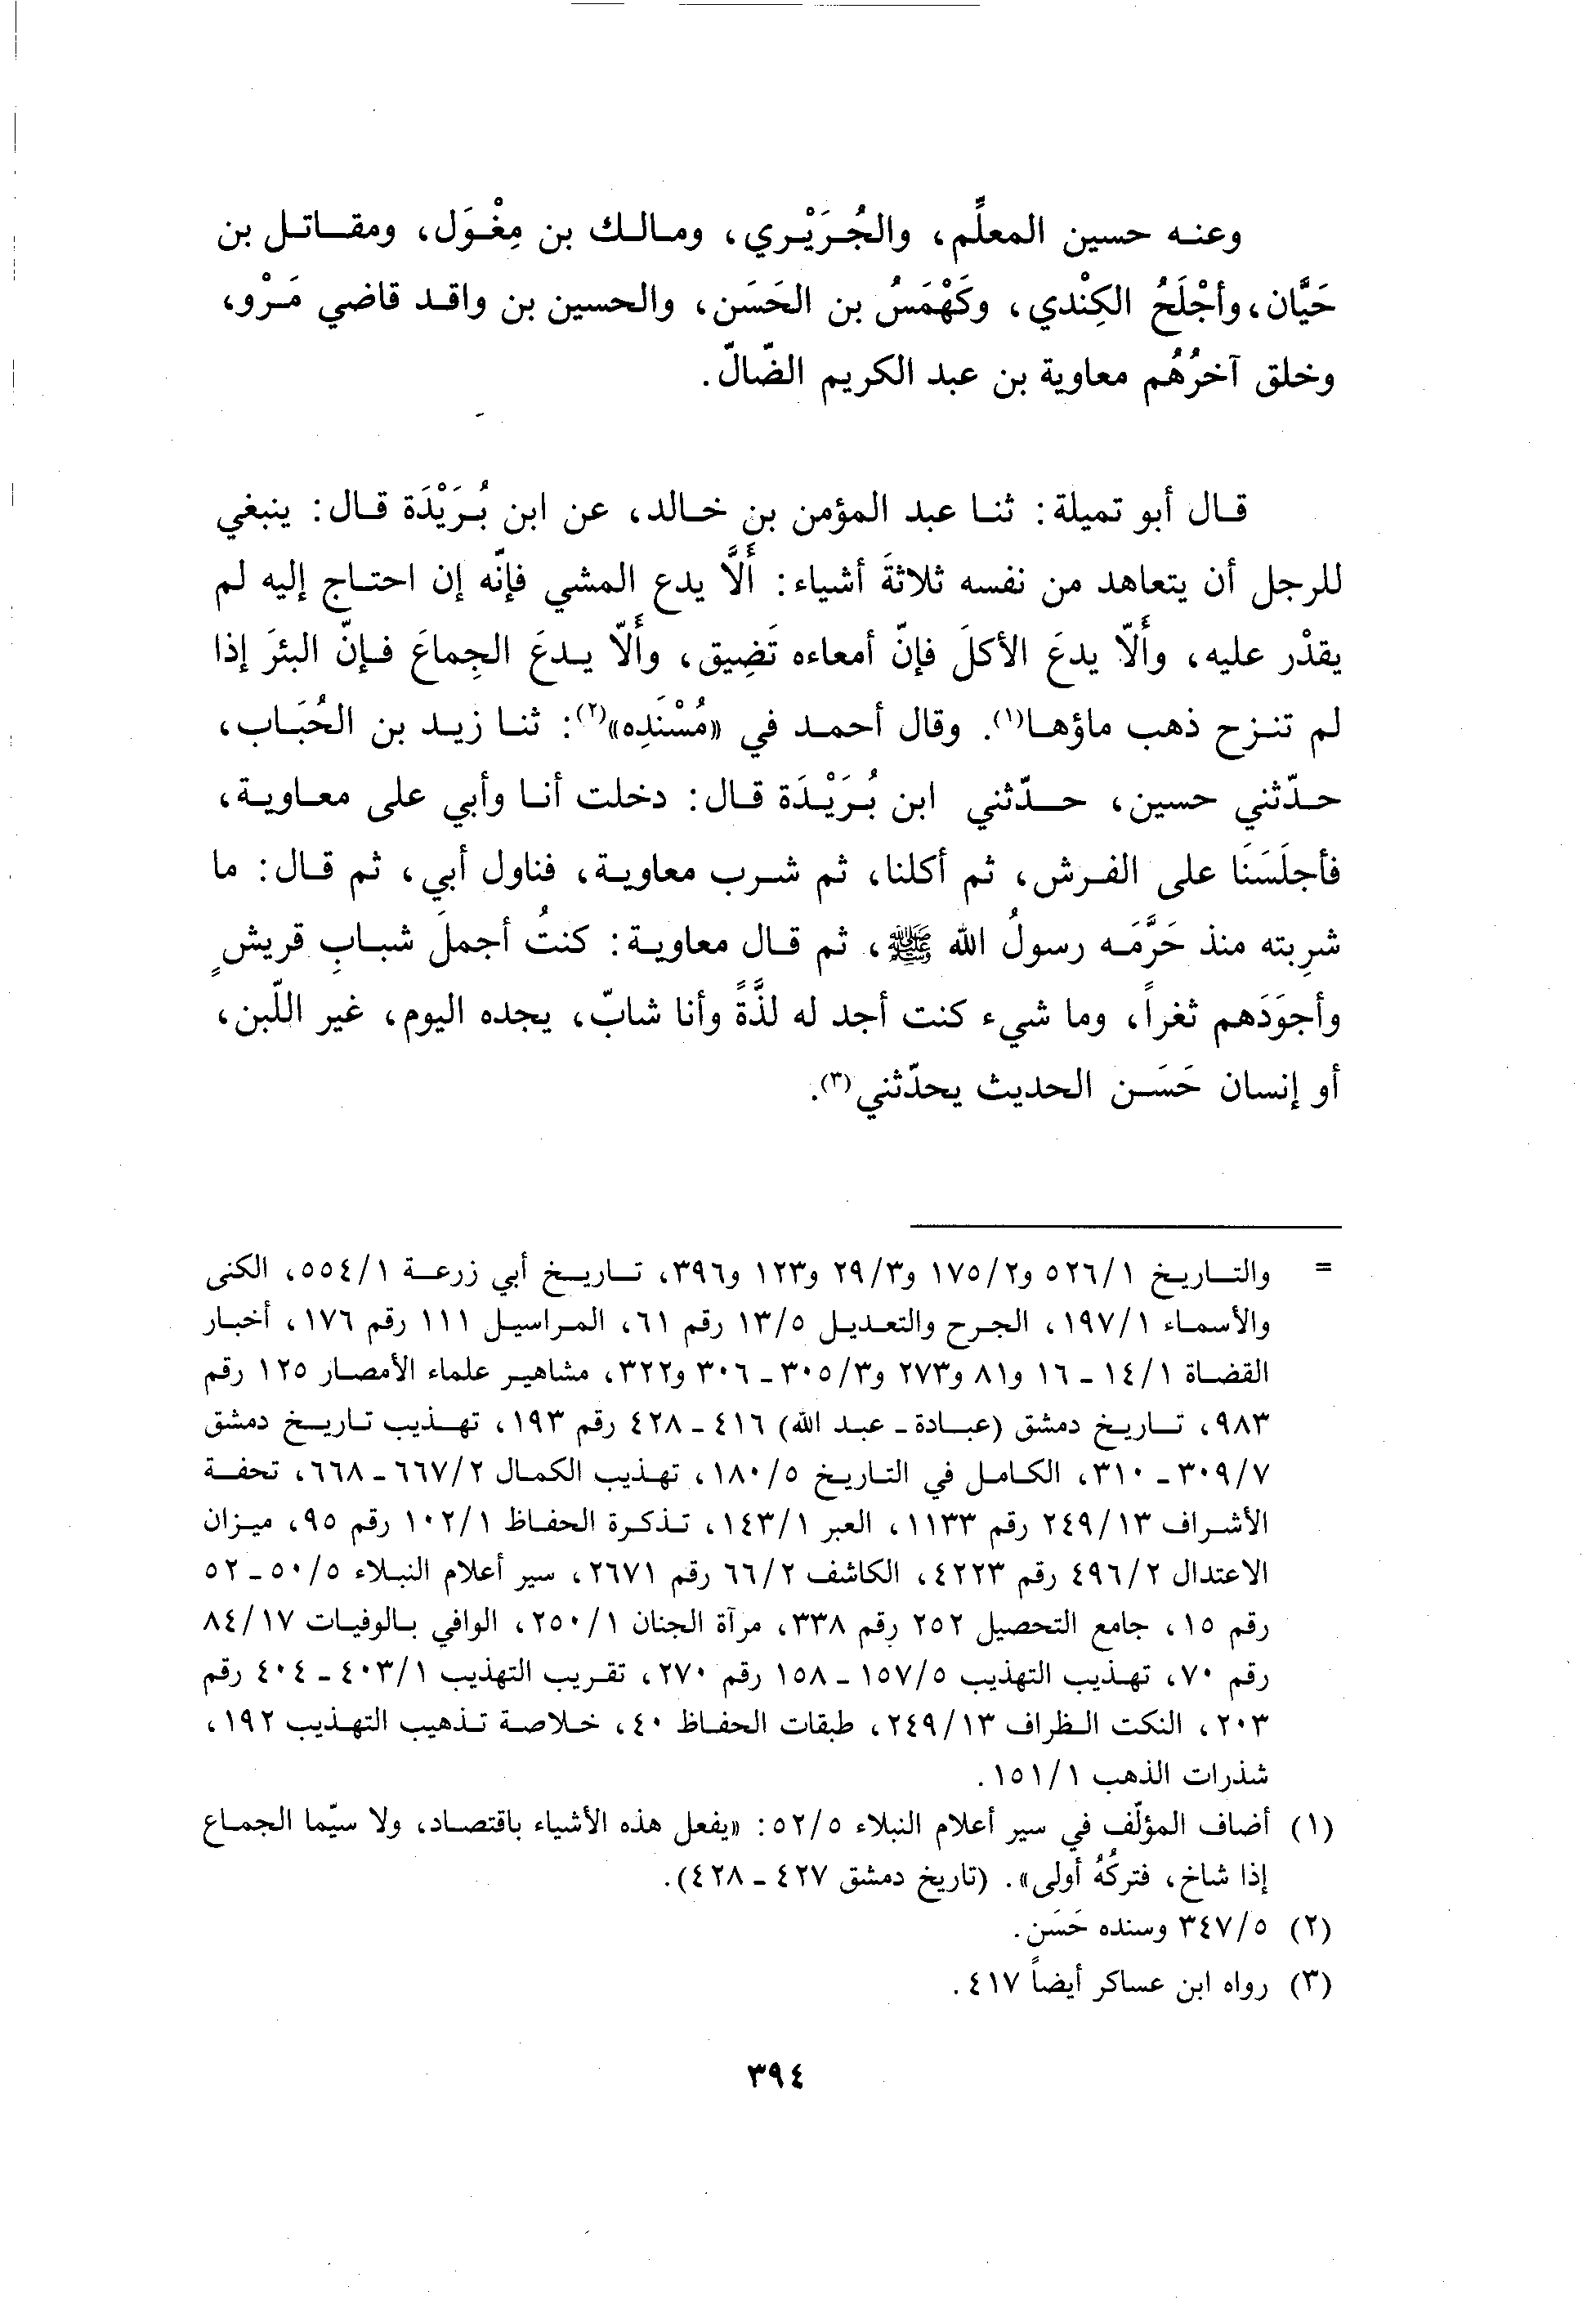 وعنه حسين المعلِّم، والجُرَيْري، ومالك بن مِغْوَل، ومقاتل بن
حَيَّان، وأجْلَحُ الكِنْدي، وكَهْمَسُ بن الحَسَن، والحسين بن واقد قاضي مَرْو،
وخلق آخرُهُم معاوية بن عبد الكريم الضّالّ.
قال أبو تميلة: ثنا عبد المؤمن بن خالد، عن ابن بُرَيْدَة قال: ينبغي
للرجل أن يتعاهد من نفسه ثلاثةَ أشياء: أَلَّا يدع المشي فإنّه إن احتاج إليه لم
يقدْر عليه، وأَلّا يدعَ الأكلَ فإنّ أمعاءه تَضِيق، وأَلّا يدعَ الجِماعَ فإنّ البئرَ إذا
لم تنزح ذهب ماؤها(١). وقال أحمد في «مُسْنَدِه»(٢): ثنا زيد بن الحُبَاب،
حدّثني حسين، حدّثني ابن بُرَيْدَة قال: دخلت أنا وأبي على معاوية،
فأجلَسَنَا على الفرش، ثم أكلنا، ثم شرب معاوية، فناول أبي، ثم قال: ما
شرِبته منذ حَرَّمَه رسولُ الله ﷺ، ثم قال معاوية: كنتُ أجملَ شبابِ قريشٍ
وأجوَدَهم ثغراً، وما شيء كنت أجد له لذَّةً وأنا شابّ، يجده اليوم، غير اللّبن،
أو إنسان حَسَن الحديث يحدّثني(٣).
= والتاريخ ٥٢٦/١ و١٧٥/٢ و٢٩/٣ و١٢٣ و٣٩٦، تاريخ أبي زرعة ٥٥٤/١، الكنى
والأسماء ١٩٧/١، الجرح والتعديل ١٣/٥ رقم ٦١، المراسيل ١١١ رقم ١٧٦، أخبار
القضاة ١٤/١ - ١٦ و٨١ و٢٧٣ و٣٠٥/٣ - ٣٠٦ و٣٢٢، مشاهير علماء الأمصار ١٢٥ رقم
٩٨٣، تاريخ دمشق (عبادة - عبد الله) ٤١٦ - ٤٢٨ رقم ١٩٣، تهذيب تاريخ دمشق
٣٠٩/٧ - ٣١٠، الكامل في التاريخ ١٨٠/٥، تهذيب الكمال ٦٦٧/٢ - ٦٦٨، تحفة
الأشراف ٢٤٩/١٣ رقم ١١٣٣، العبر ١٤٣/١، تذكرة الحفاظ ١٠٢/١ رقم ٩٥، ميزان
الاعتدال ٤٩٦/٢ رقم ٤٢٢٣، الكاشف ٦٦/٢ رقم ٢٦٧١، سير أعلام النبلاء ٥٠/٥ - ٥٢
رقم ١٥، جامع التحصيل ٢٥٢ رقم ٣٣٨، مرآة الجنان ٢٥٠/١، الوافي بالوفيات ٨٤/١٧
رقم ٧٠، تهذيب التهذيب ١٥٧/٥ - ١٥٨ رقم ٢٧٠، تقريب التهذيب ٤٠٣/١ - ٤٠٤ رقم
٢٠٣، النكت الظراف ٢٤٩/١٣، طبقات الحفاظ ٤٠، خلاصة تذهيب التهذيب ١٩٢،
شذرات الذهب ١٥١/١.
(١) أضاف المؤلّف في سير أعلام النبلاء ٥٢/٥: «يفعل هذه الأشياء باقتصاد، ولا سيّما الجماع
إذا شاخ، فتركُهُ أولى». (تاريخ دمشق ٤٢٧ - ٤٢٨).
(٢) ٣٤٧/٥ وسنده حَسَن.
(٣) رواه ابن عساكر أيضاً ٤١٧.
٣٩٤